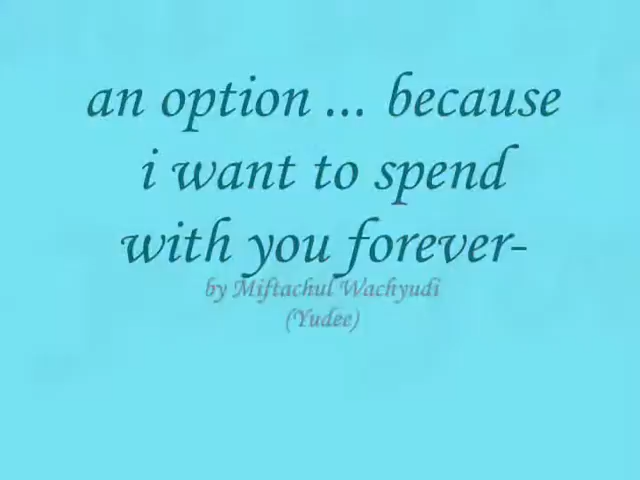 an option ... because
i want to spend
with you forever-
by Miftachul Wachyudi
(Yudee)